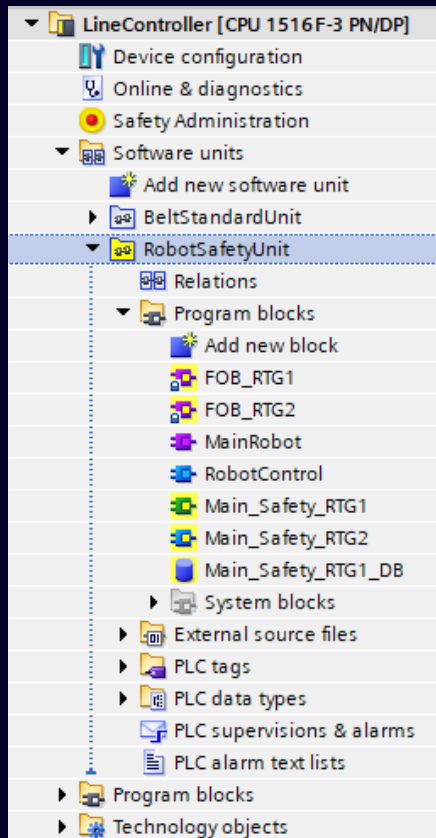 LineController [CPU 1516F-3 PN/DP]
Device configuration
Online & diagnostics
Safety Administration
Software units
Add new software unit
BeltStandardUnit
RobotSafetyUnit
Relations
Program blocks
Add new block
FOB_RTG1
FOB_RTG2
MainRobot
RobotControl
Main_Safety_RTG1
Main_Safety_RTG2
Main_Safety_RTG1_DB
System blocks
External source files
PLC tags
PLC data types
PLC supervisions & alarms
PLC alarm text lists
Program blocks
Technology objects